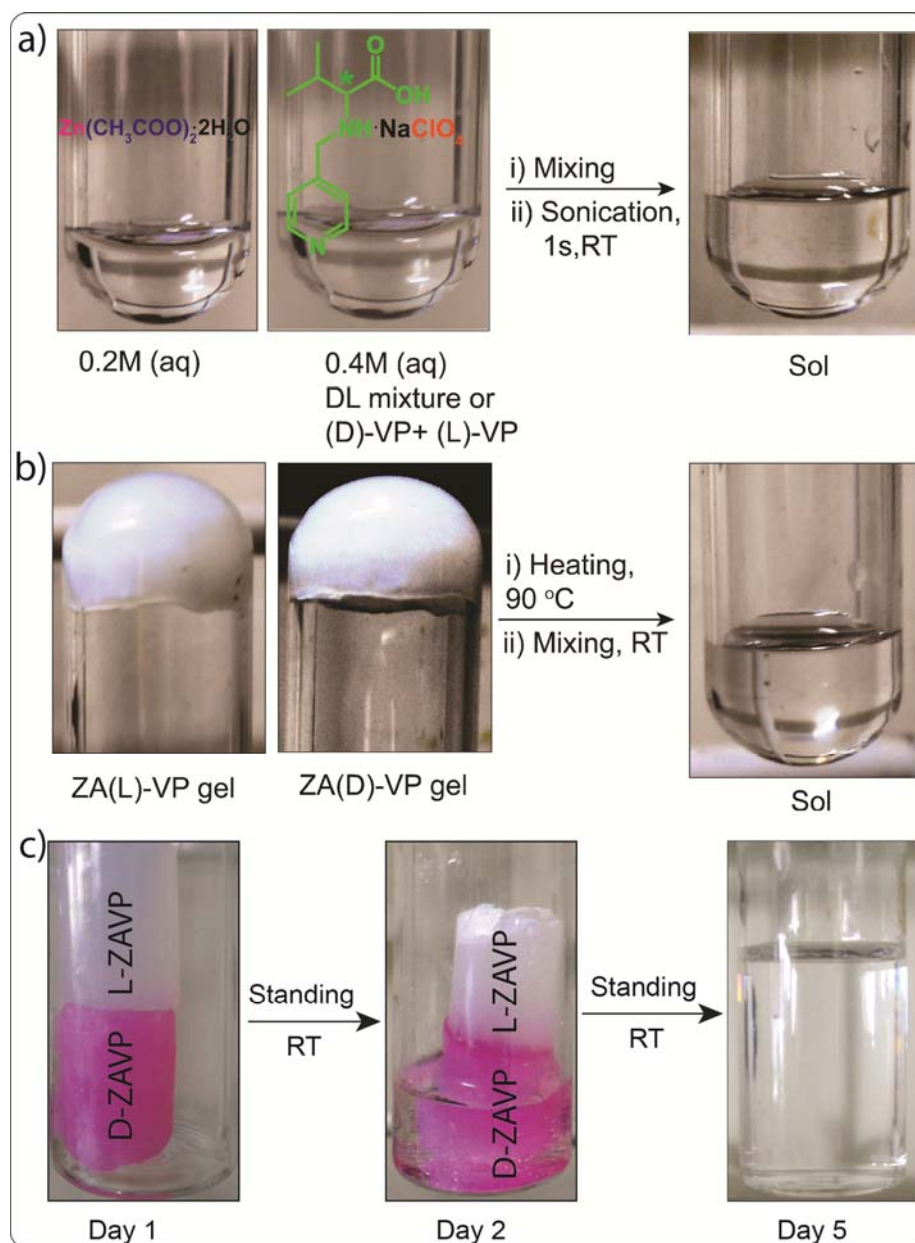 a)
Zn(CH₃COO)₂·2H₂O
O
OH
*
NH·NaClO₄
N
i) Mixing
ii) Sonication,
1s,RT
0.2M (aq)
0.4M (aq)
DL mixture or
(D)-VP+ (L)-VP
Sol
b)
i) Heating,
90 °C
ii) Mixing, RT
ZA(L)-VP gel
ZA(D)-VP gel
Sol
c)
L-ZAVP
D-ZAVP
Standing
RT
L-ZAVP
D-ZAVP
Standing
RT
Day 1
Day 2
Day 5